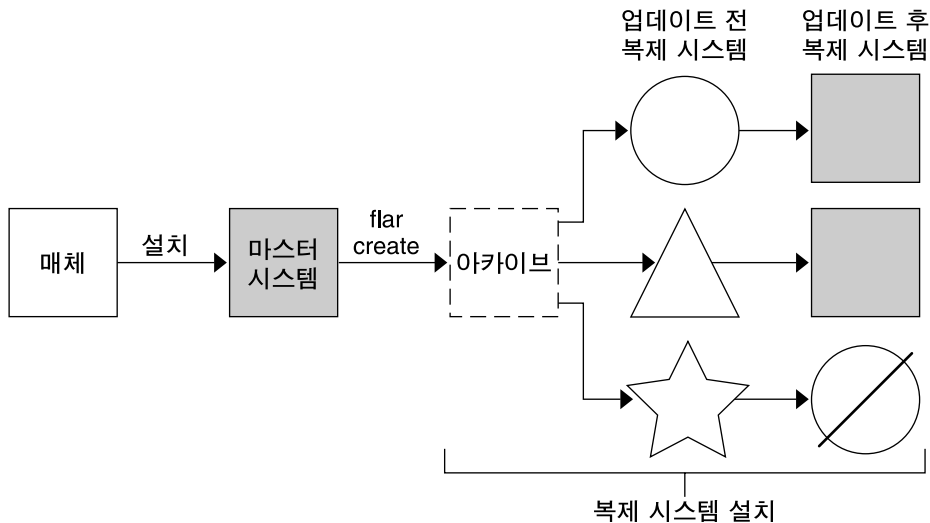 업데이트 전
복제 시스템
업데이트 후
복제 시스템
매체
설치
마스터
시스템
flar
create
아카이브
복제 시스템 설치